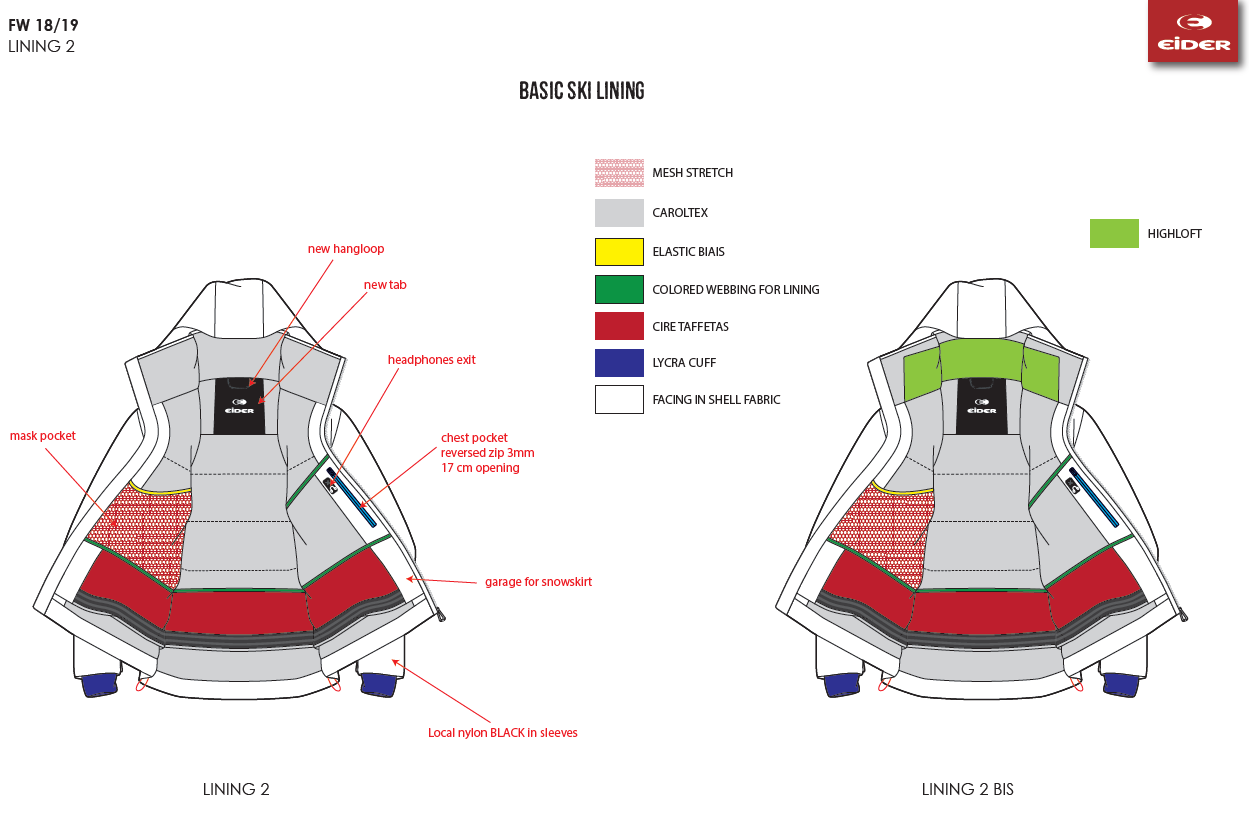 FW 18/19
LINING 2
EiDER
BASIC SKI LINING
MESH STRETCH
CAROLTEX
ELASTIC BIAIS
COLORED WEBBING FOR LINING
CIRE TAFFETAS
LYCRA CUFF
FACING IN SHELL FABRIC
HIGHLOFT
new hangloop
new tab
headphones exit
mask pocket
chest pocket
reversed zip 3mm
17 cm opening
garage for snowskirt
Local nylon BLACK in sleeves
EiDER
EiDER
LINING 2
LINING 2 BIS